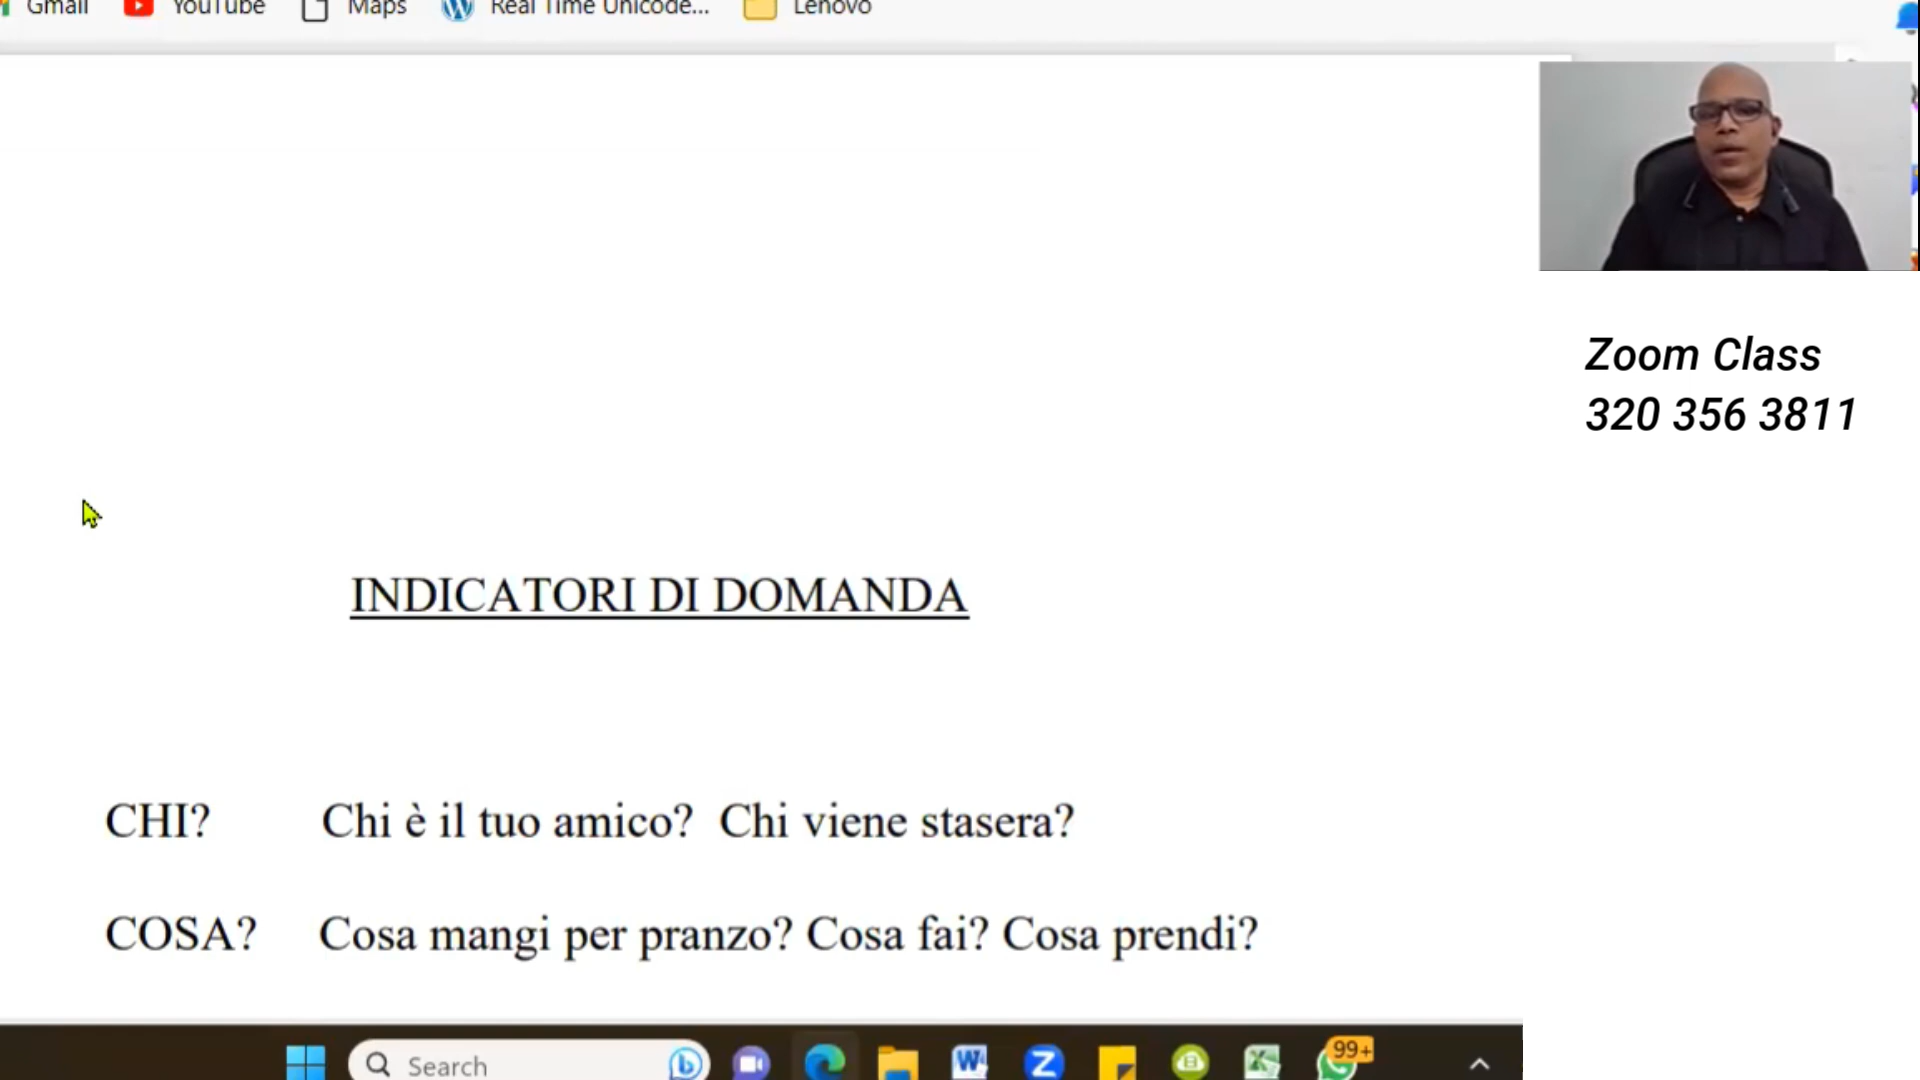 Gmail YouTube Maps Real Time Unicode... Lenovo
Zoom Class
320 356 3811
INDICATORI DI DOMANDA
CHI? Chi è il tuo amico? Chi viene stasera?
COSA? Cosa mangi per pranzo? Cosa fai? Cosa prendi?
Search 99+